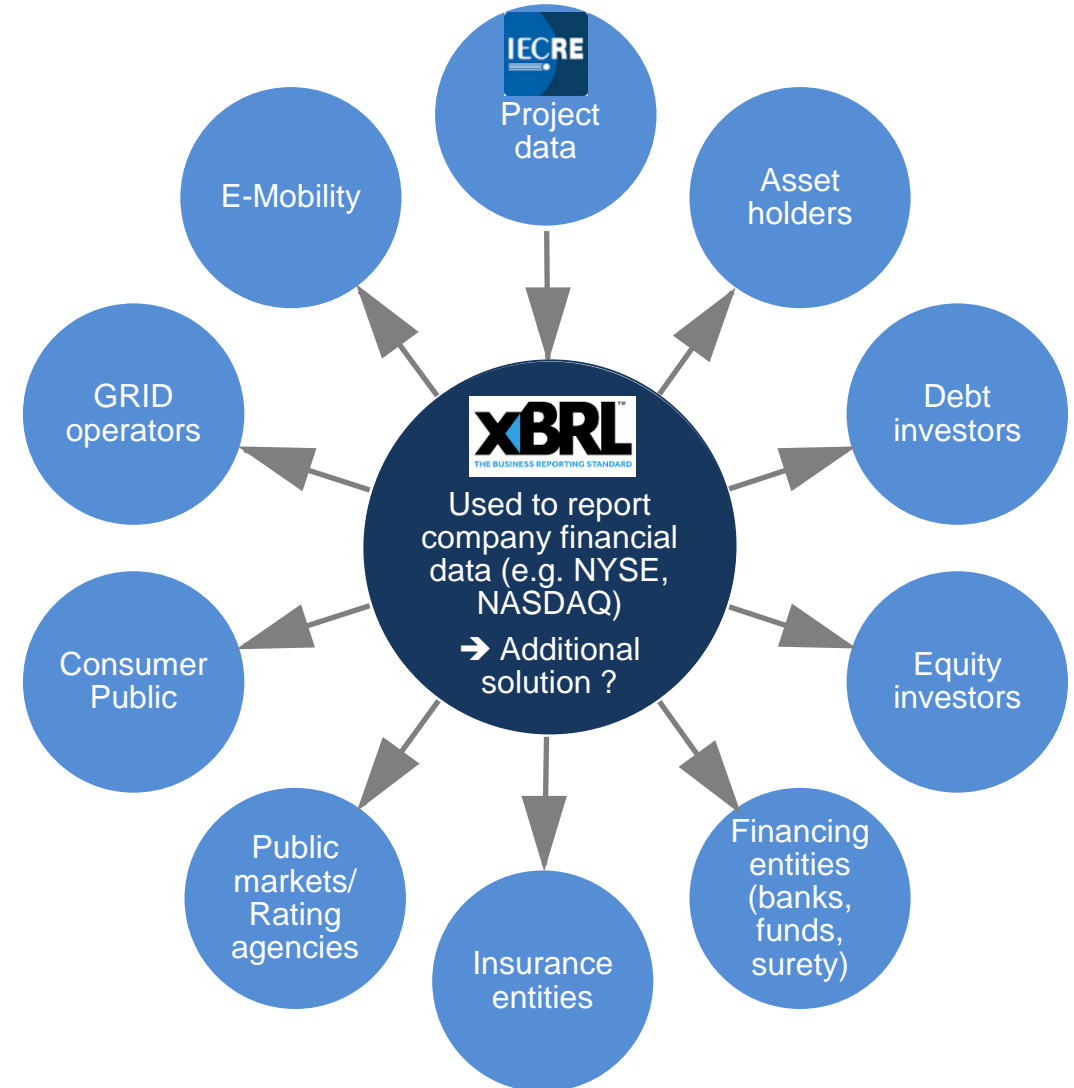 IECRE
Project
data
Asset
holders
Debt
investors
Equity
investors
Financing
entities
(banks,
funds,
surety)
Insurance
entities
Public
markets/
Rating
agencies
Consumer
Public
GRID
operators
E-Mobility
XBRL™
THE BUSINESS REPORTING STANDARD
Used to report
company financial
data (e.g. NYSE,
NASDAQ)
➔ Additional
solution ?